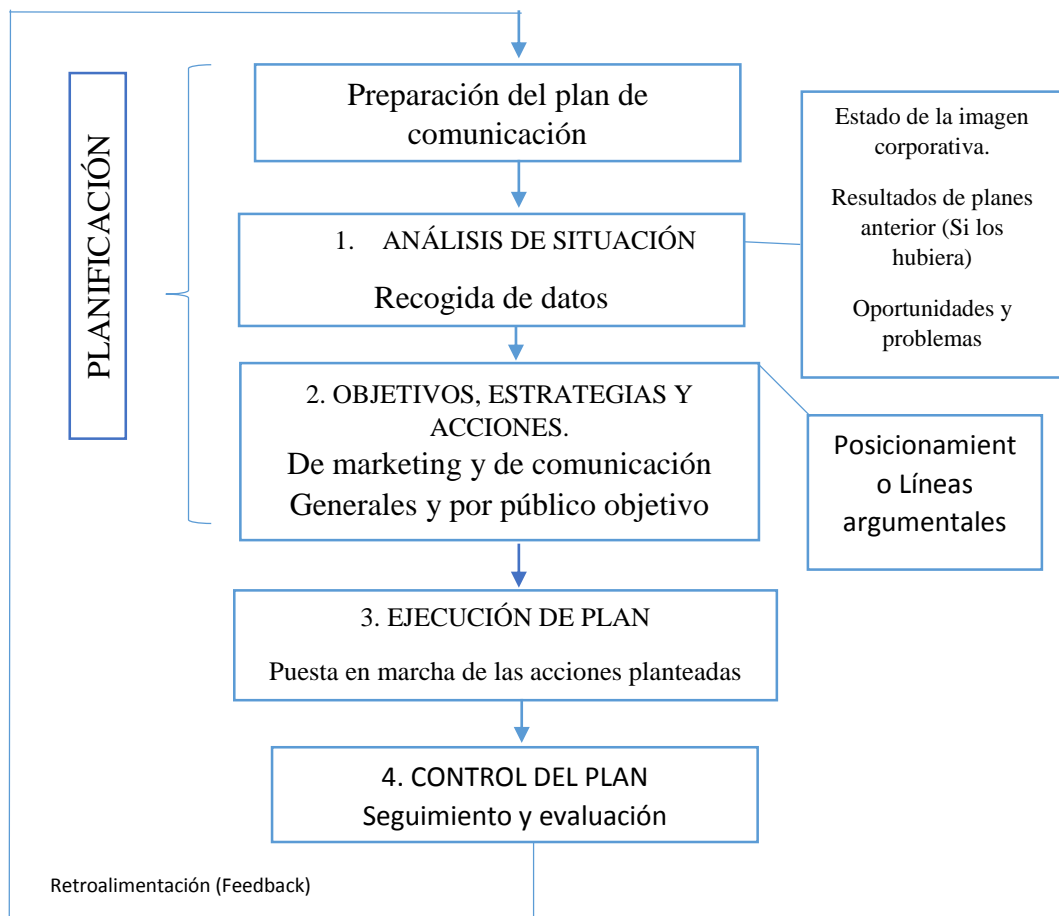 PLANIFICACIÓN
Preparación del plan de
comunicación
1. ANÁLISIS DE SITUACIÓN
Recogida de datos
Estado de la imagen
corporativa.
Resultados de planes
anterior (Si los
hubiera)
Oportunidades y
problemas
2. OBJETIVOS, ESTRATEGIAS Y
ACCIONES.
De marketing y de comunicación
Generales y por público objetivo
Posicionamient
o Líneas
argumentales
3. EJECUCIÓN DE PLAN
Puesta en marcha de las acciones planteadas
4. CONTROL DEL PLAN
Seguimiento y evaluación
Retroalimentación (Feedback)